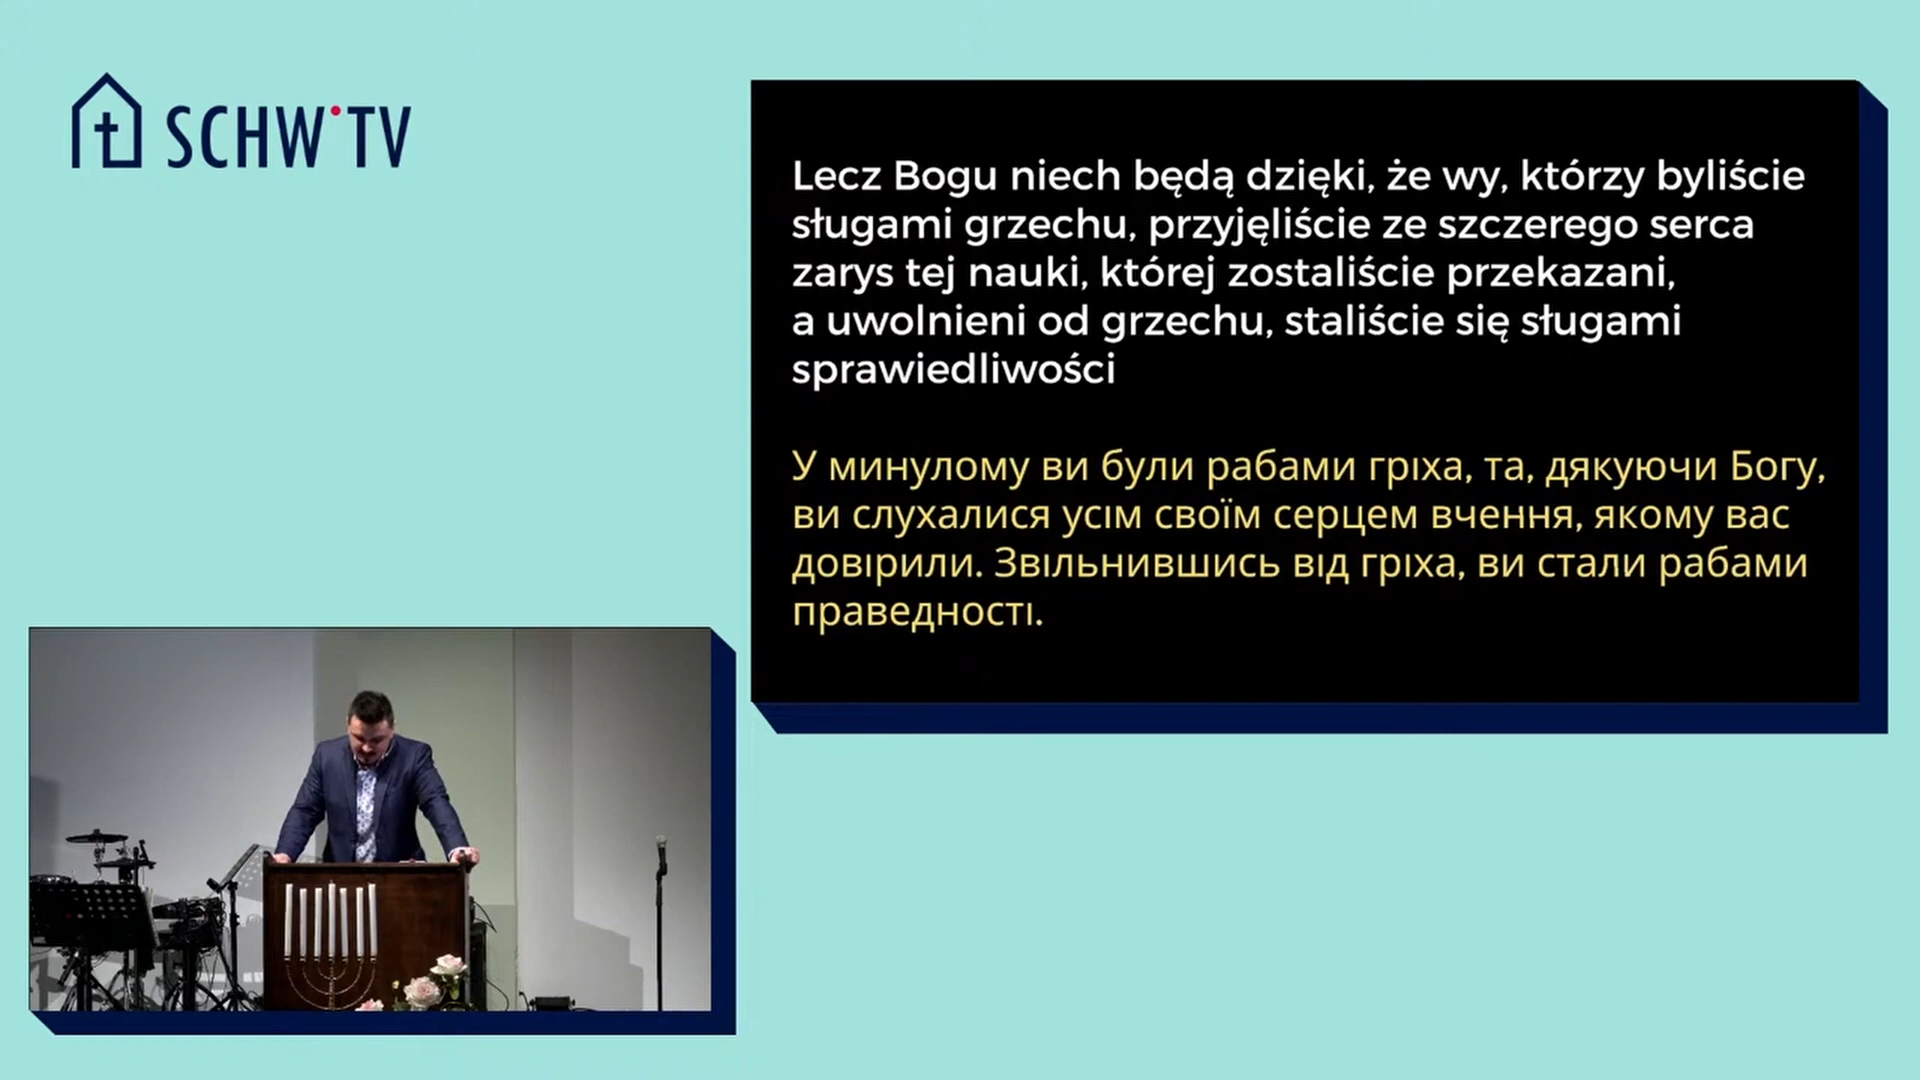 SCHW TV
Lecz Bogu niech będą dzięki, że wy, którzy byliście
sługami grzechu, przyjęliście ze szczerego serca
zarys tej nauki, której zostaliście przekazani,
a uwolnieni od grzechu, staliście się sługami
sprawiedliwości
У минулому ви були рабами гріха, та, дякуючи Богу,
ви слухалися усім своїм серцем вчення, якому вас
довірили. Звільнившись від гріха, ви стали рабами
праведності.